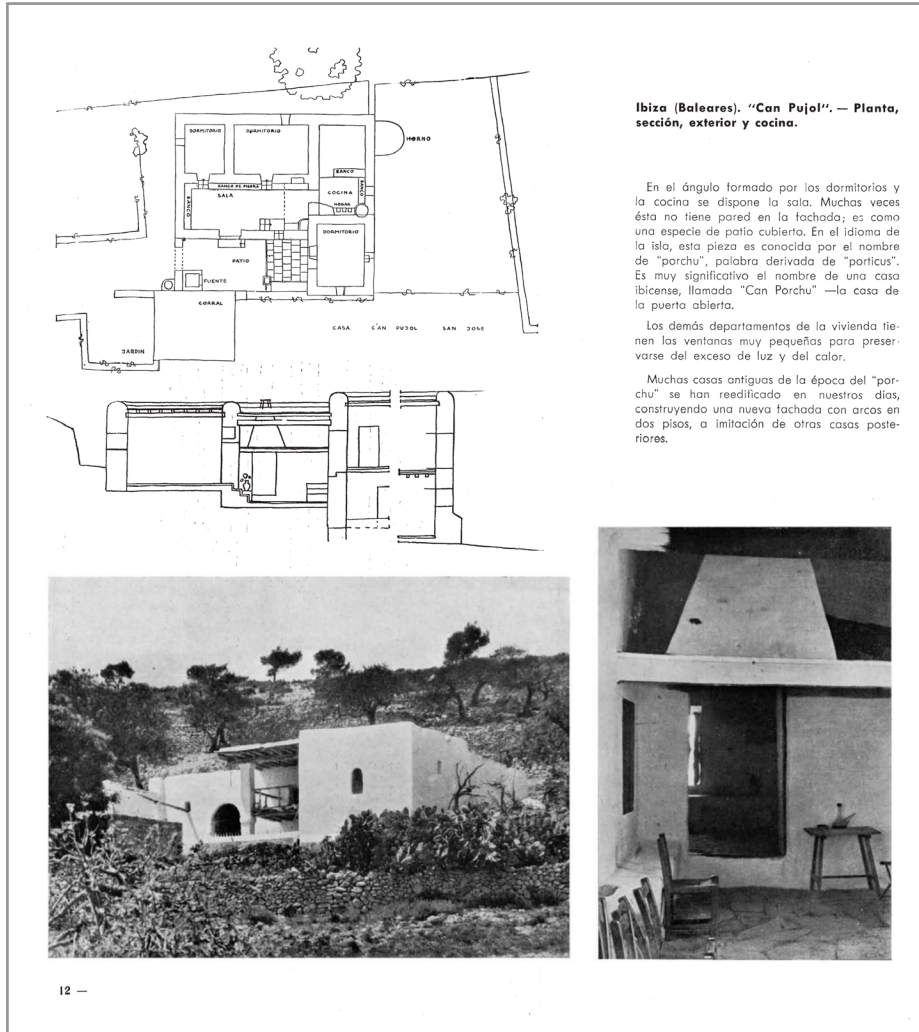 DORMITORIO
DORMITORIO
HORNO
BANCO
BANCO DE PIEDRA
BANCO
SALA
COCINA
BANCO
HOGAR
DORMITORIO
PATIO
FUENTE
CORRAL
JARDIN
CASA C'AN PUJOL SAN JOSE
Ibiza (Baleares). "Can Pujol". — Planta,
sección, exterior y cocina.
En el ángulo formado por los dormitorios y
la cocina se dispone la sala. Muchas veces
ésta no tiene pared en la fachada; es como
una especie de patio cubierto. En el idioma de
la isla, esta pieza es conocida por el nombre
de "porchu", palabra derivada de "porticus".
Es muy significativo el nombre de una casa
ibicense, llamada "Can Porchu" —la casa de
la puerta abierta.
Los demás departamentos de la vivienda tie-
nen las ventanas muy pequeñas para preser-
varse del exceso de luz y del calor.
Muchas casas antiguas de la época del "por-
chu" se han reedificado en nuestros días,
construyendo una nueva fachada con arcos en
dos pisos, a imitación de otras casas poste-
riores.
12 —